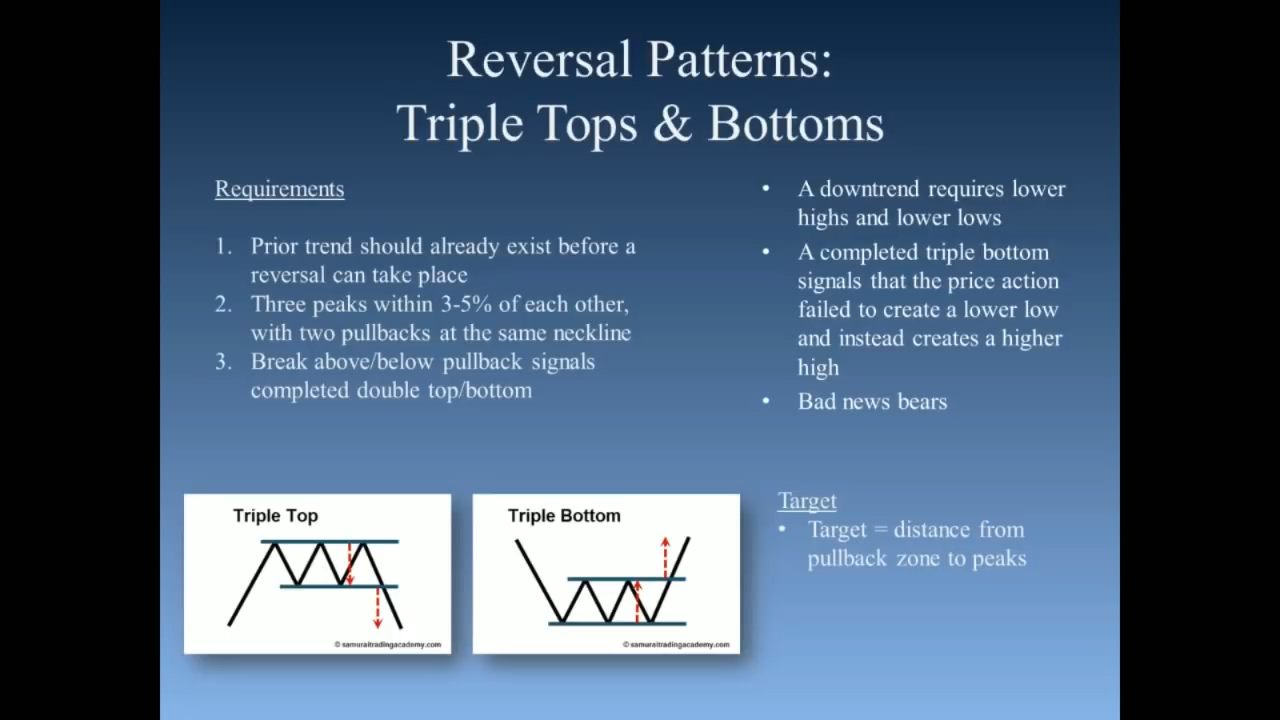 Reversal Patterns:
Triple Tops & Bottoms
Requirements
1. Prior trend should already exist before a
reversal can take place
2. Three peaks within 3-5% of each other,
with two pullbacks at the same neckline
3. Break above/below pullback signals
completed double top/bottom
• A downtrend requires lower
highs and lower lows
• A completed triple bottom
signals that the price action
failed to create a lower low
and instead creates a higher
high
• Bad news bears
Triple Top
© samuraitradingacademy.com
Triple Bottom
© samuraitradingacademy.com
Target
• Target = distance from
pullback zone to peaks